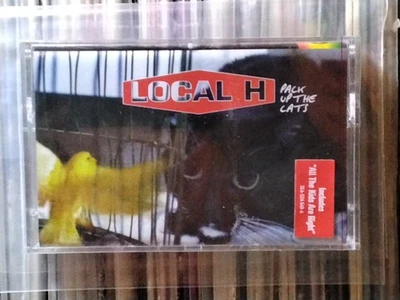 LOCAL H
PACK
UP THE
CATS
Includes
"All The Kids Are Right"